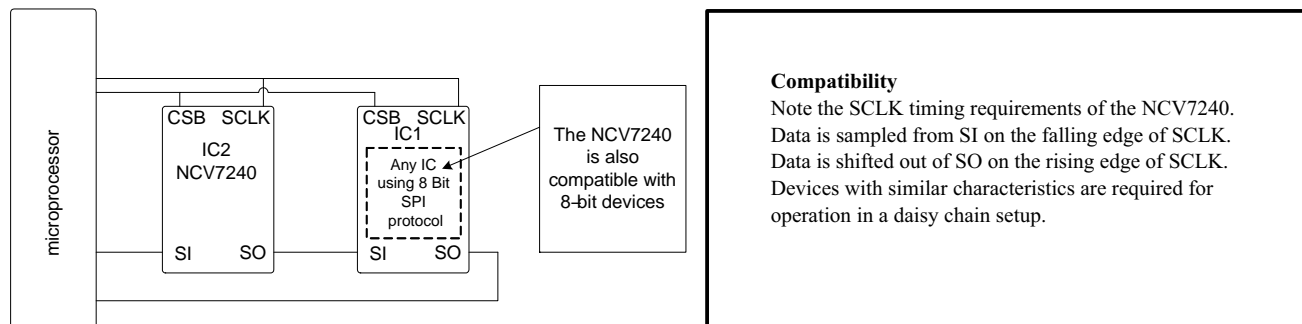 microprocessor
CSB SCLK
IC2
NCV7240
SI SO
CSB SCLK
IC1
Any IC
using 8 Bit
SPI
protocol
SI SO
The NCV7240
is also
compatible with
8-bit devices
Compatibility
Note the SCLK timing requirements of the NCV7240.
Data is sampled from SI on the falling edge of SCLK.
Data is shifted out of SO on the rising edge of SCLK.
Devices with similar characteristics are required for
operation in a daisy chain setup.